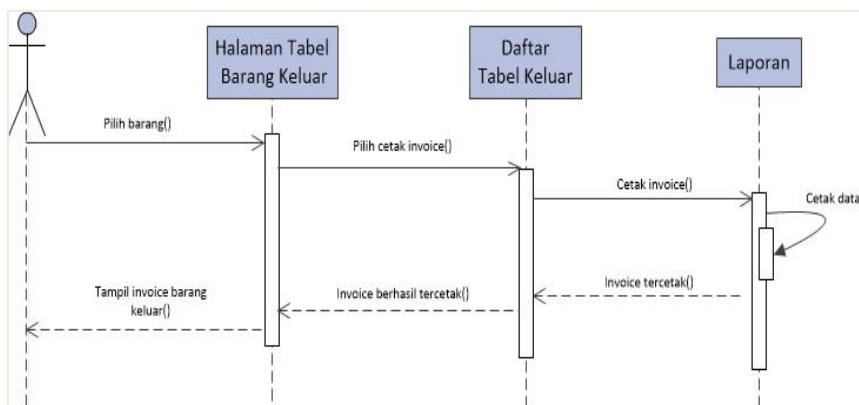 Halaman Tabel
Barang Keluar
Daftar
Tabel Keluar
Laporan
Pilih barang()
Pilih cetak invoice()
Cetak invoice()
Cetak data
Invoice tercetak()
Invoice berhasil tercetak()
Tampil invoice barang
keluar()